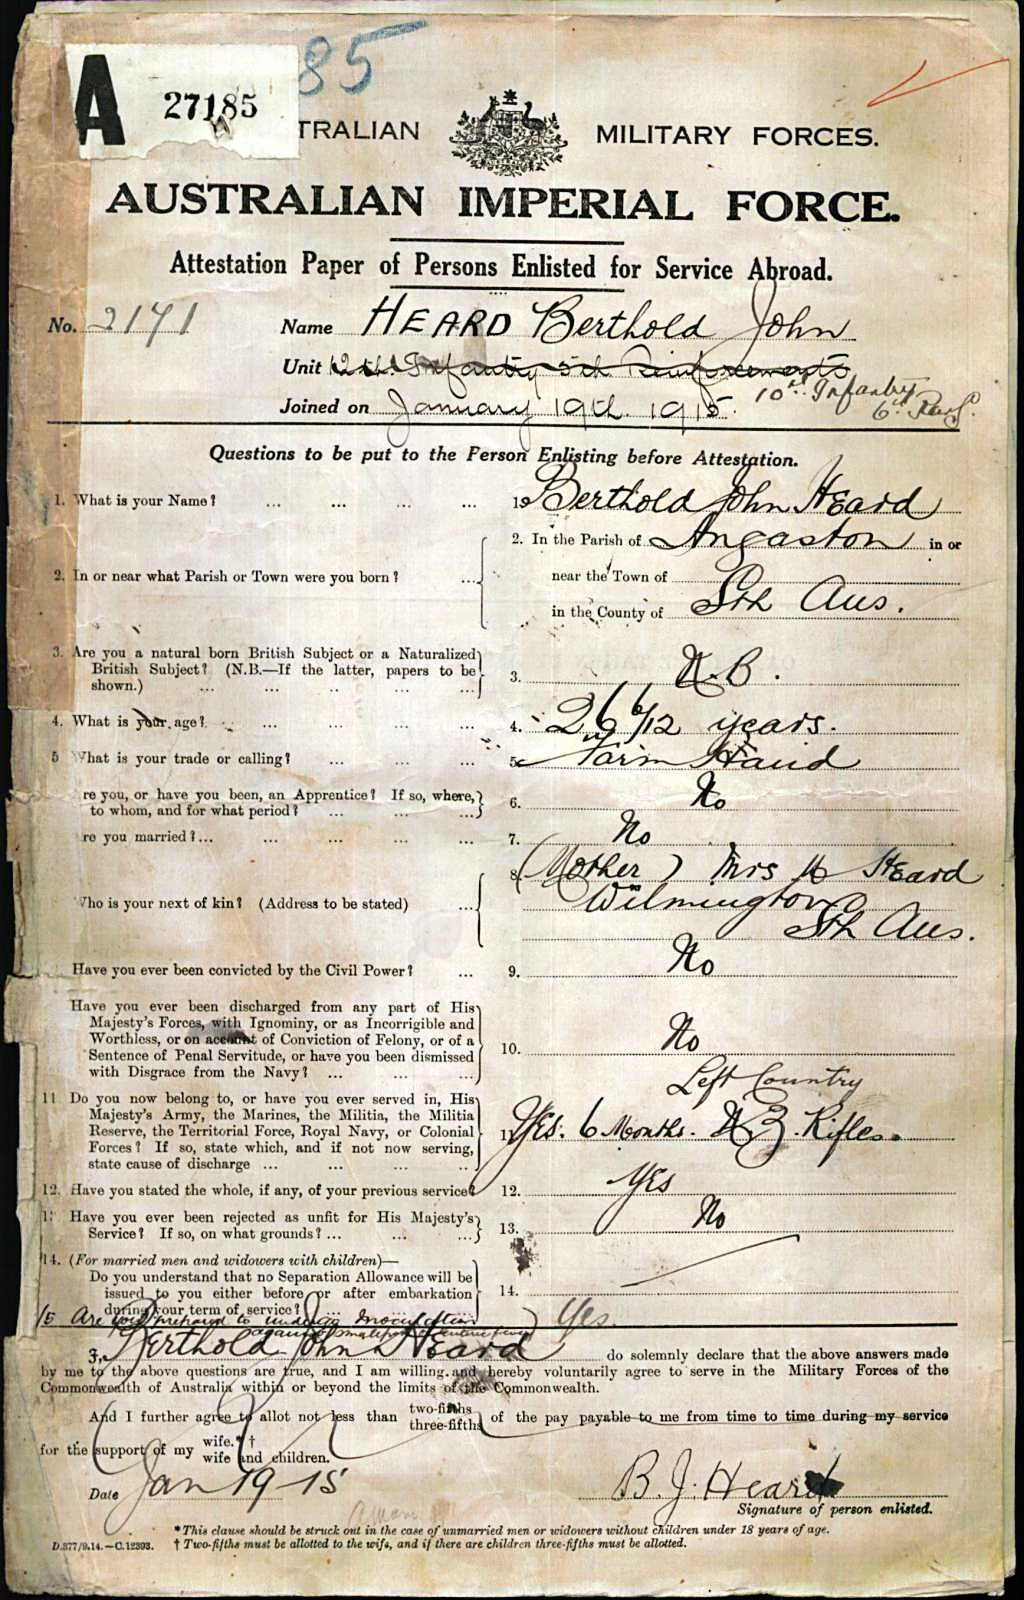 85
A 27185
TRALIAN MILITARY FORCES.
AUSTRALIAN IMPERIAL FORCE.
Attestation Paper of Persons Enlisted for Service Abroad.
No. 2171 Name HEARD Berthold John
Unit 12th Infantry 5th Reinforcements
10th Infantry
6th Reinf.
Joined on January 19th 1915.
Questions to be put to the Person Enlisting before Attestation.
1. What is your Name? ... ... ... ... 1. Berthold John Heard
2. In or near what Parish or Town were you born? ... 2. In the Parish of Angaston in or
near the Town of
in the County of Sth Aus.
3. Are you a natural born British Subject or a Naturalized
British Subject? (N.B.—If the latter, papers to be
shown.) ... ... ... ... ... 3. N.B.
4. What is your age? ... ... ... ... 4. 26 6/12 years.
5 What is your trade or calling? ... ... ... 5. Farm Hand
re you, or have you been, an Apprentice? If so, where,
to whom, and for what period? ... ... ... 6. No
re you married?... ... ... ... ... 7. No
Who is your next of kin? (Address to be stated) ... 8. (Mother) Mrs Heard
Wilmington
Sth Aus.
Have you ever been convicted by the Civil Power? ... 9. No
Have you ever been discharged from any part of His
Majesty's Forces, with Ignominy, or as Incorrigible and
Worthless, or on account of Conviction of Felony, or of a
Sentence of Penal Servitude, or have you been dismissed
with Disgrace from the Navy? ... ... ... 10. No
Left Country
11 Do you now belong to, or have you ever served in, His
Majesty's Army, the Marines, the Militia, the Militia
Reserve, the Territorial Force, Royal Navy, or Colonial
Forces? If so, state which, and if not now serving,
state cause of discharge ... ... ... ... 11. Yes. 6 Months. N.Z. Rifles.
12. Have you stated the whole, if any, of your previous service? 12. Yes
13 Have you ever been rejected as unfit for His Majesty's
Service? If so, on what grounds? ... ... ... 13. No
14. (For married men and widowers with children)—
Do you understand that no Separation Allowance will be
issued to you either before or after embarkation
during your term of service? ... ... ... 14.
15 Are you prepared to undergo Inoculation
against smallpox & enteric fever Yes.
I, Berthold John Heard do solemnly declare that the above answers made
by me to the above questions are true, and I am willing and hereby voluntarily agree to serve in the Military Forces of the
Commonwealth of Australia within or beyond the limits of the Commonwealth.
And I further agree to allot not less than two-fifths three-fifths of the pay payable to me from time to time during my service
for the support of my wife.* † wife and children.
Date Jan 19-15 B. J. Heard
Signature of person enlisted.
* This clause should be struck out in the case of unmarried men or widowers without children under 18 years of age.
D.377/9.14.—C.12393. † Two-fifths must be allotted to the wife, and if there are children three-fifths must be allotted.